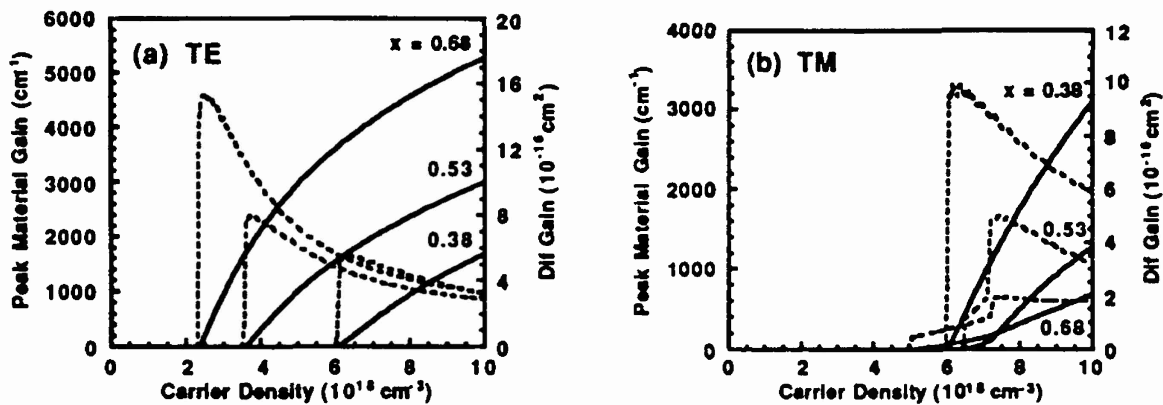 (a) TE
x = 0.68
0.53
0.38
6000
5000
4000
3000
2000
1000
0
20
16
12
8
4
0
0 2 4 6 8 10
Peak Material Gain (cm-1)
Dif Gain (10-16 cm2)
Carrier Density (1018 cm-3)
(b) TM
x = 0.38
0.53
0.68
4000
3000
2000
1000
0
12
10
8
6
4
2
0
0 2 4 6 8 10
Peak Material Gain (cm-1)
Dif Gain (10-16 cm2)
Carrier Density (1018 cm-3)